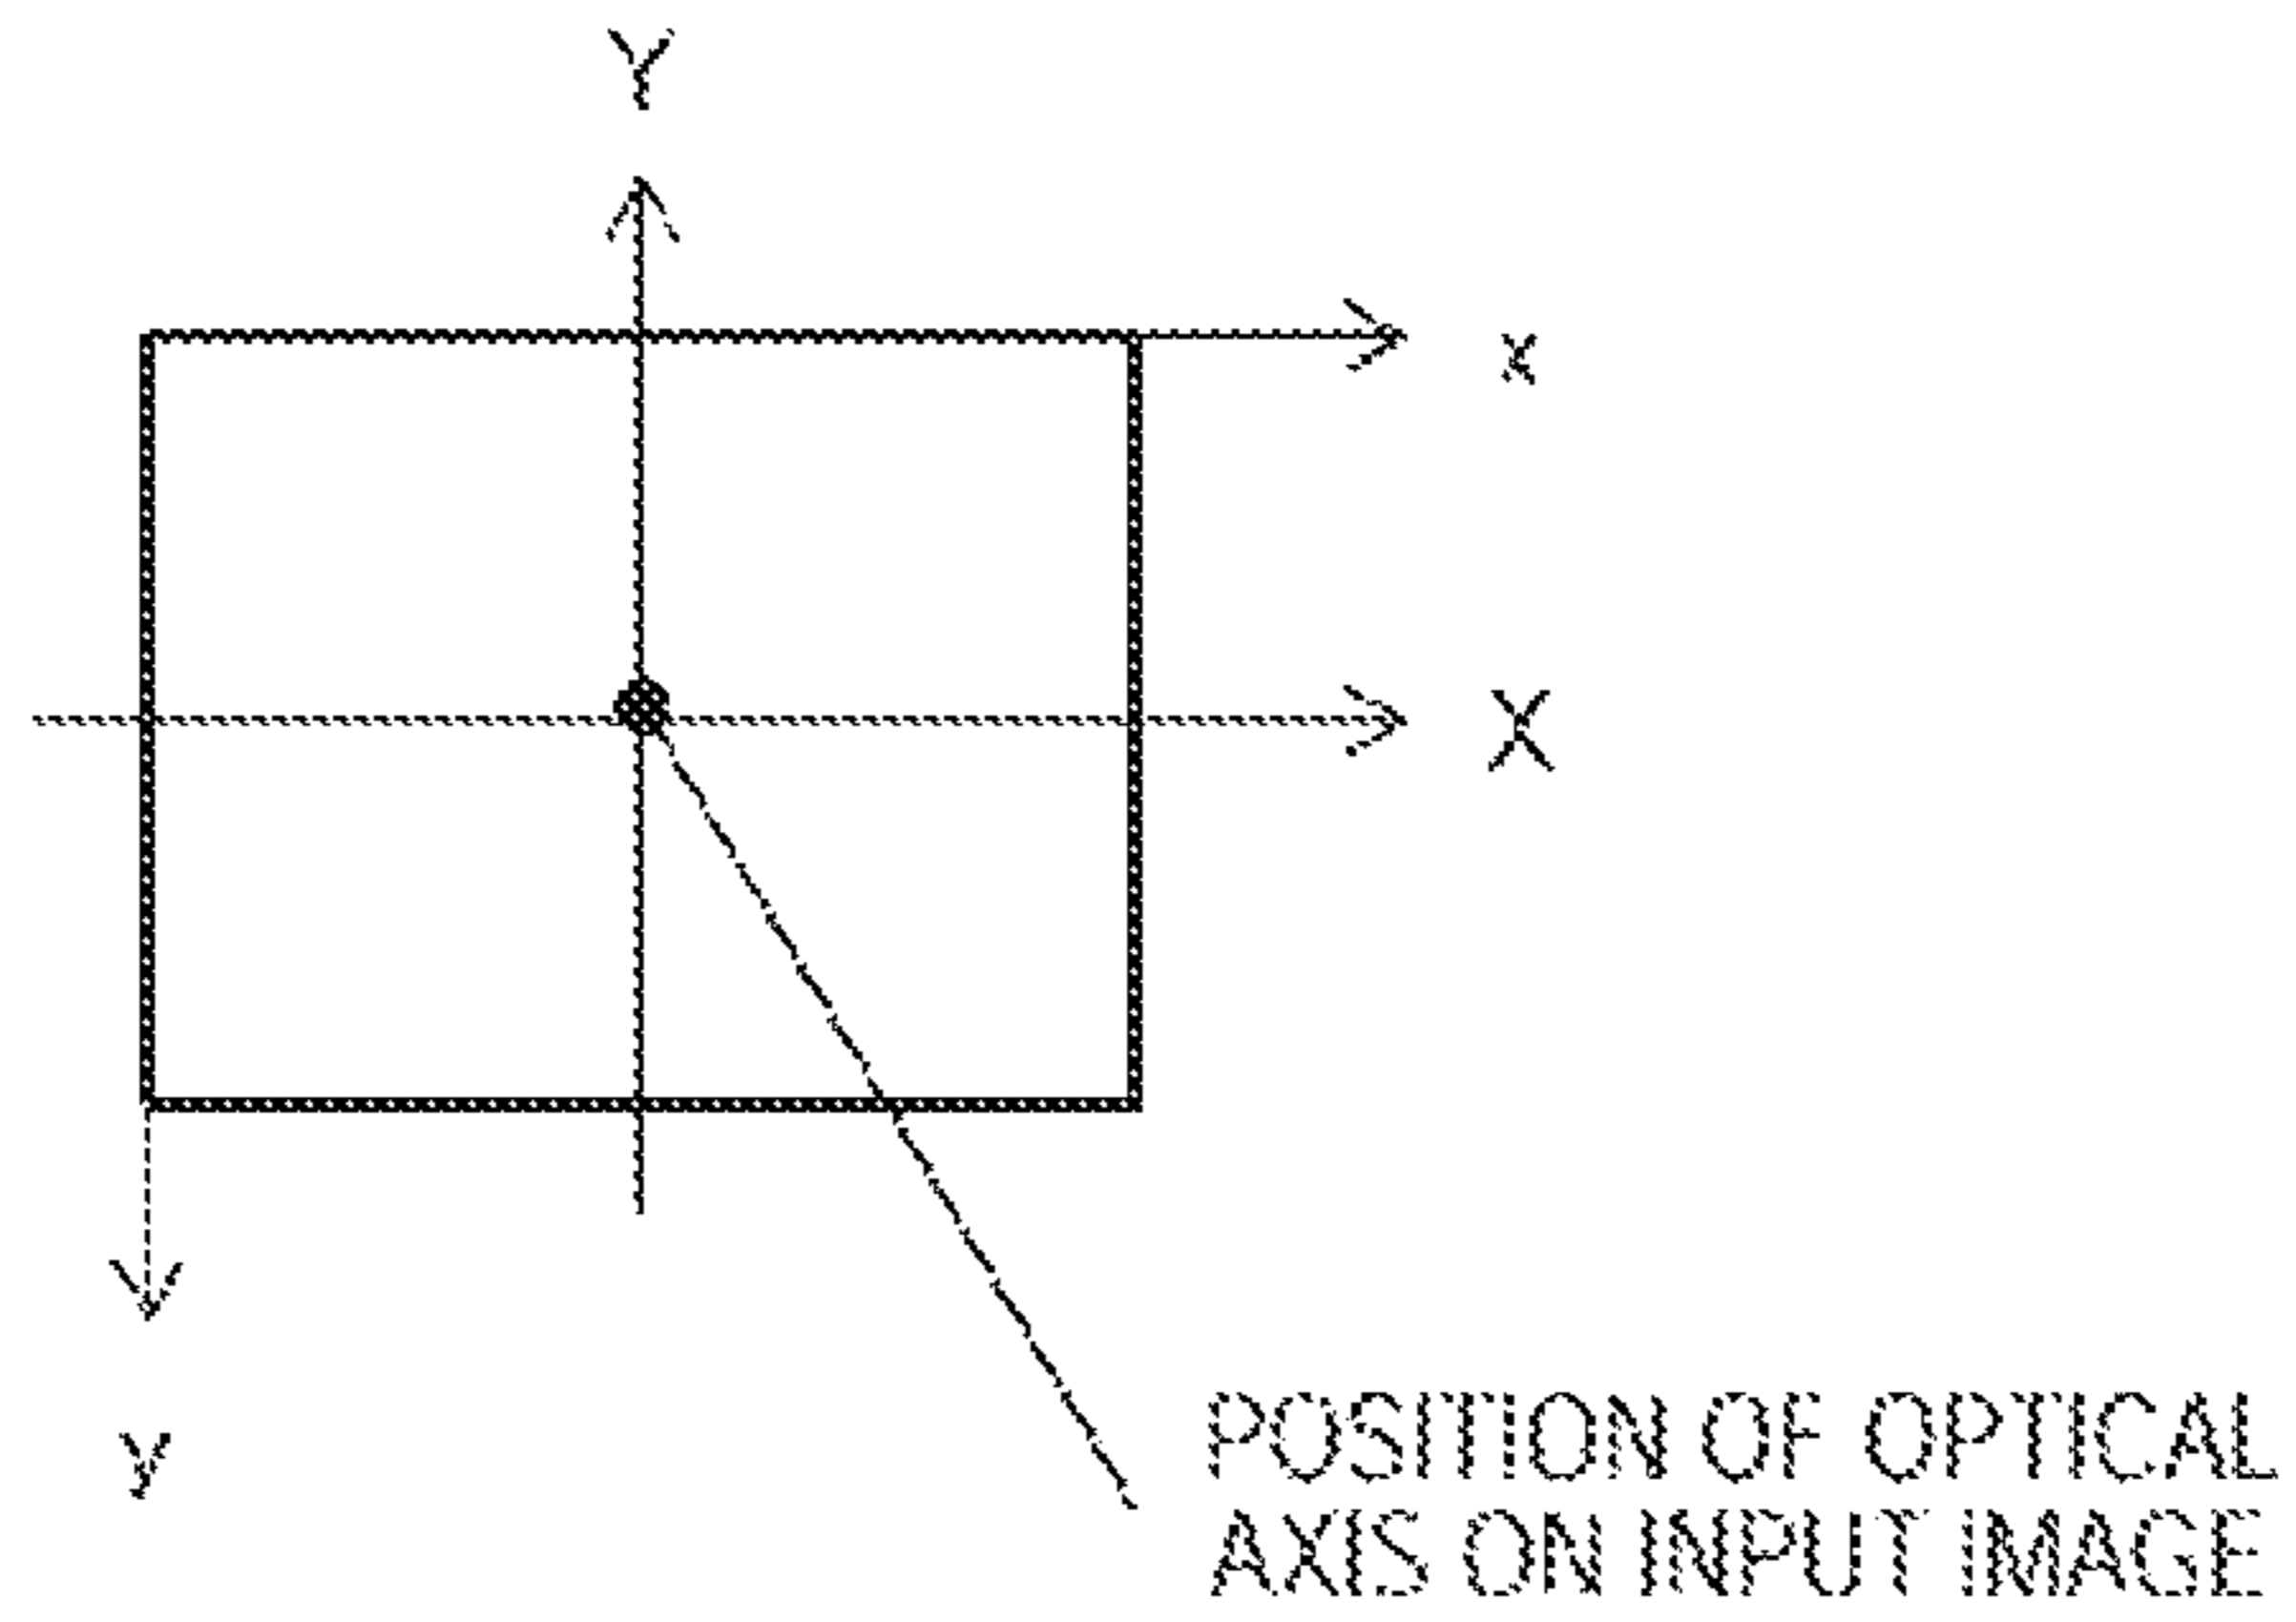 Y
x
X
y
POSITION OF OPTICAL
AXIS ON INPUT IMAGE